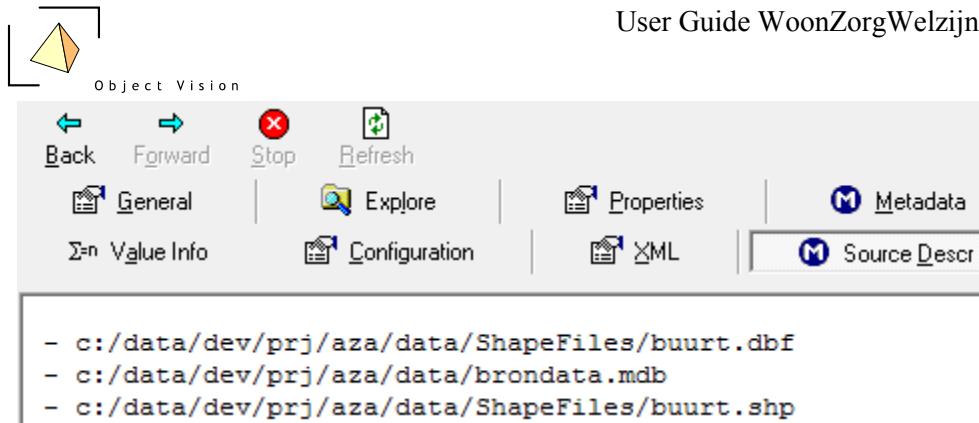 User Guide WoonZorgWelzijn
Object Vision
Back Forward Stop Refresh
General Explore Properties Metadata
Σ=n Value Info Configuration XML Source Descr
- c:/data/dev/prj/aza/data/ShapeFiles/buurt.dbf
- c:/data/dev/prj/aza/data/brondata.mdb
- c:/data/dev/prj/aza/data/ShapeFiles/buurt.shp